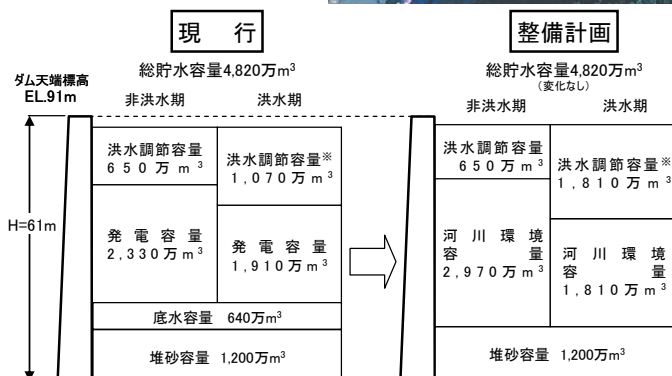 現 行
整備計画
ダム天端標高
EL.91m
総貯水容量4,820万m³
非洪水期
洪水期
洪水調節容量
650万m³
洪水調節容量※
1,070万m³
発電容量
2,330万m³
発電容量
1,910万m³
底水容量 640万m³
堆砂容量 1,200万m³
H=61m
総貯水容量4,820万m³
(変化なし)
非洪水期
洪水期
洪水調節容量
650万m³
洪水調節容量※
1,810万m³
河川環境
容量
2,970万m³
河川環境
容量
1,810万m³
堆砂容量 1,200万m³